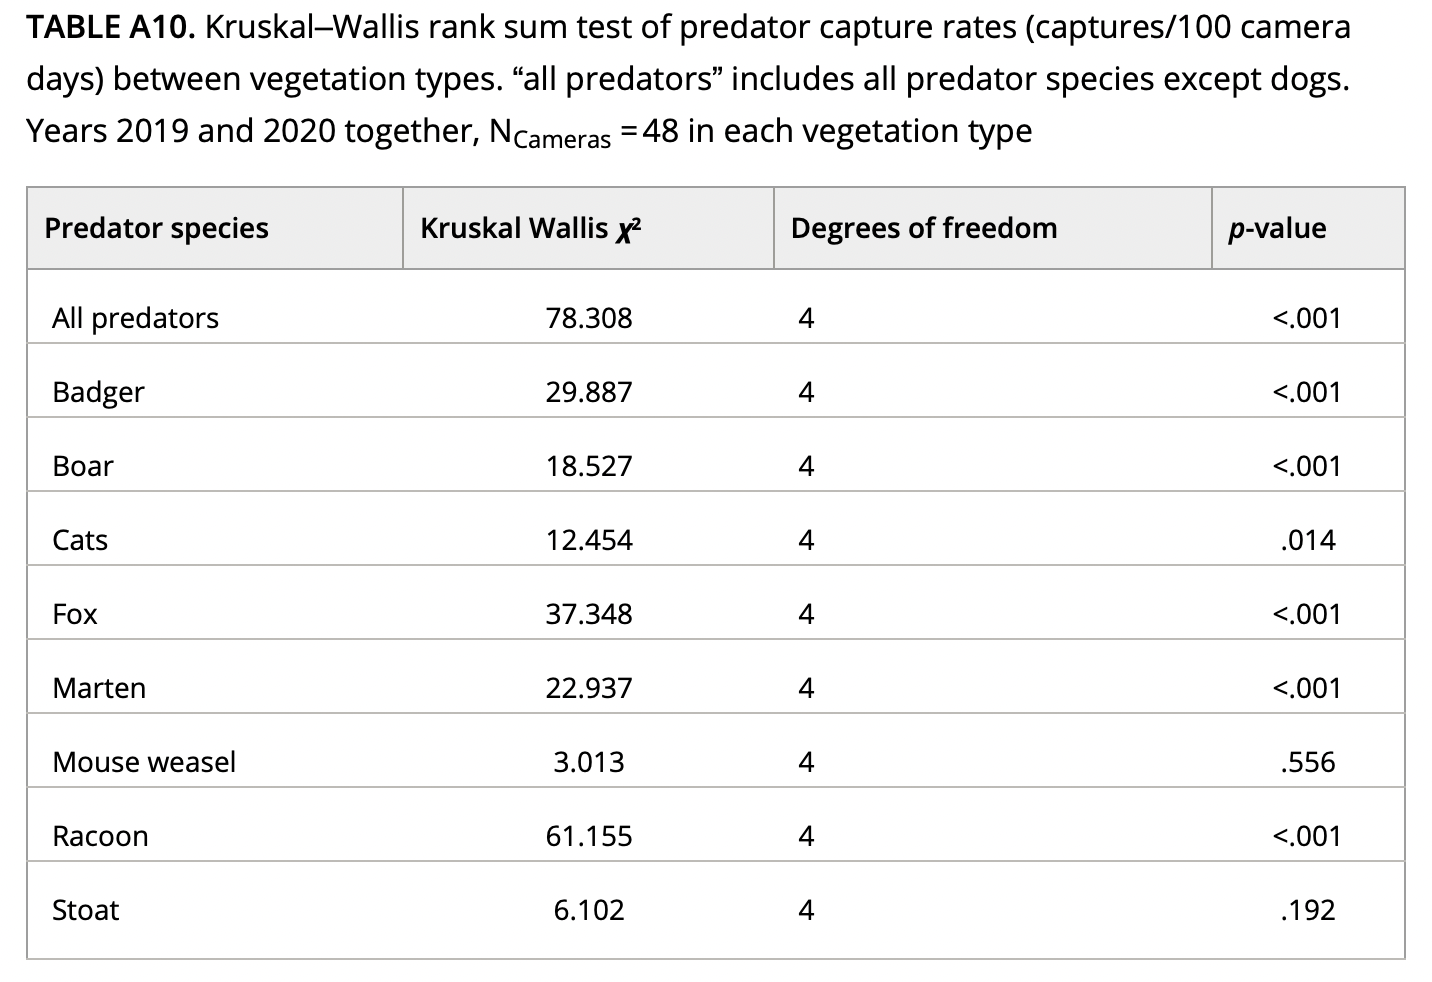 TABLE A10. Kruskal–Wallis rank sum test of predator capture rates (captures/100 camera
days) between vegetation types. “all predators” includes all predator species except dogs.
Years 2019 and 2020 together, NCameras = 48 in each vegetation type
Predator species Kruskal Wallis χ² Degrees of freedom p-value
All predators 78.308 4 <.001
Badger 29.887 4 <.001
Boar 18.527 4 <.001
Cats 12.454 4 .014
Fox 37.348 4 <.001
Marten 22.937 4 <.001
Mouse weasel 3.013 4 .556
Racoon 61.155 4 <.001
Stoat 6.102 4 .192